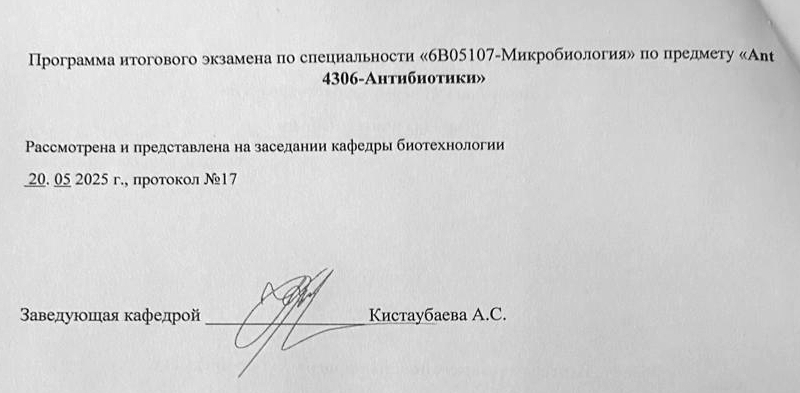 Программа итогового экзамена по специальности «6В05107-Микробиология» по предмету «Ant
4306-Антибиотики»
Рассмотрена и представлена на заседании кафедры биотехнологии
20. 05 2025 г., протокол №17
Заведующая кафедрой Кистаубаева А.С.